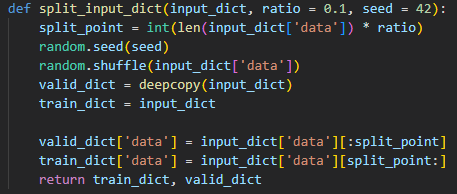 def split_input_dict(input_dict, ratio = 0.1, seed = 42):
    split_point = int(len(input_dict['data']) * ratio)
    random.seed(seed)
    random.shuffle(input_dict['data'])
    valid_dict = deepcopy(input_dict)
    train_dict = input_dict

    valid_dict['data'] = input_dict['data'][:split_point]
    train_dict['data'] = input_dict['data'][split_point:]
    return train_dict, valid_dict